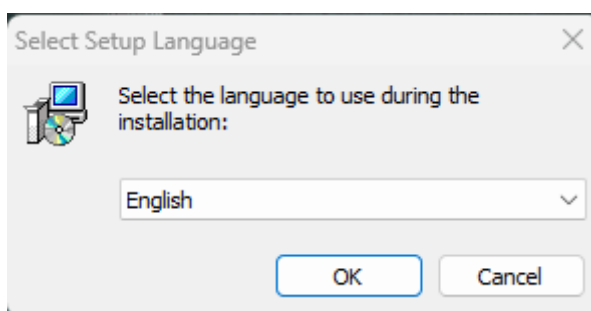 Select Setup Language
Select the language to use during the
installation:
English
OK
Cancel